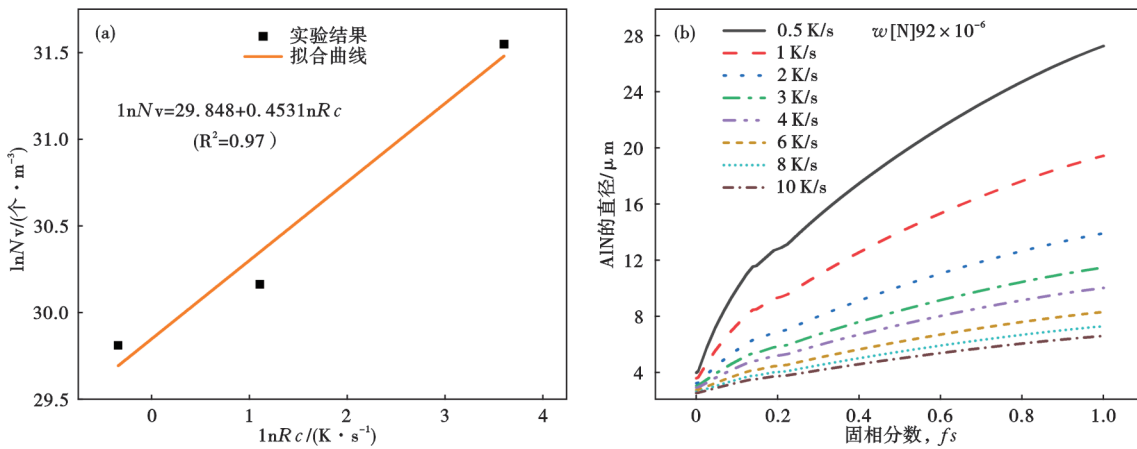 (a)
实验结果
拟合曲线
lnNv=29.848+0.4531nRc
(R²=0.97)
lnNv/(个·m⁻³)
31.5
31.0
30.5
30.0
29.5
0
1
2
3
4
lnRc/(K·s⁻¹)
(b)
0.5 K/s
w[N]92×10⁻⁶
1 K/s
2 K/s
3 K/s
4 K/s
6 K/s
8 K/s
10 K/s
AlN的直径/μm
28
24
20
16
12
8
4
0
0.2
0.4
0.6
0.8
1.0
固相分数，fs